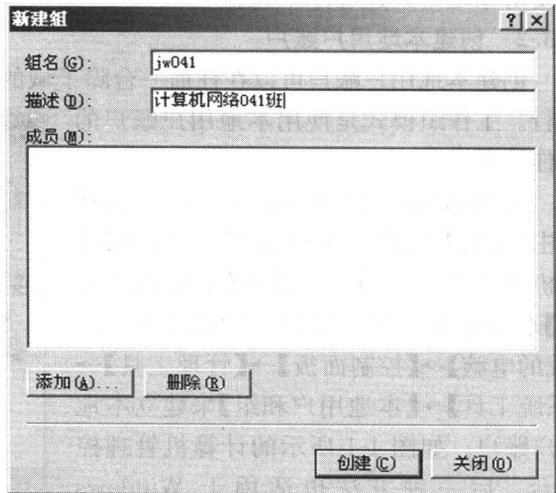 新建组
? ×
组名(G):
jw041
描述(D):
计算机网络041班
成员(M):
添加(A)...
删除(R)
创建(C)
关闭(O)